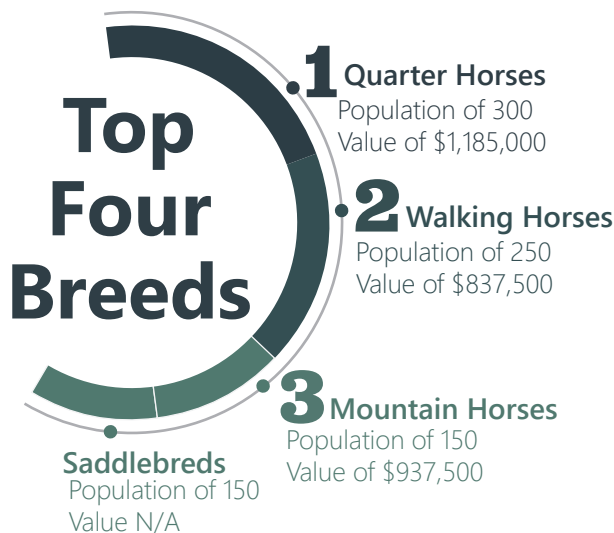 Top
Four
Breeds
1 Quarter Horses
Population of 300
Value of $1,185,000
2 Walking Horses
Population of 250
Value of $837,500
3 Mountain Horses
Population of 150
Value of $937,500
Saddlebreds
Population of 150
Value N/A